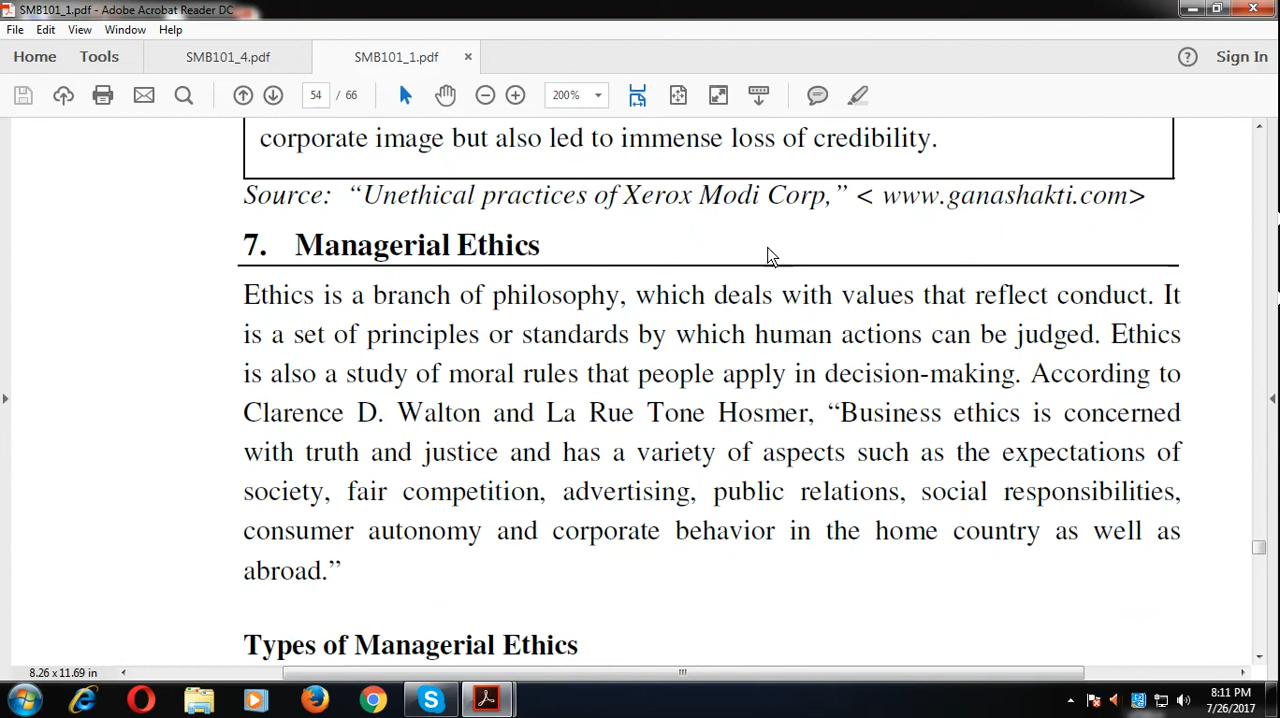 SMB101_1.pdf - Adobe Acrobat Reader DC
File Edit View Window Help
Home Tools SMB101_4.pdf SMB101_1.pdf × Sign In
54 / 66 200%
corporate image but also led to immense loss of credibility.
Source: “Unethical practices of Xerox Modi Corp,” < www.ganashakti.com>
7. Managerial Ethics
Ethics is a branch of philosophy, which deals with values that reflect conduct. It
is a set of principles or standards by which human actions can be judged. Ethics
is also a study of moral rules that people apply in decision-making. According to
Clarence D. Walton and La Rue Tone Hosmer, “Business ethics is concerned
with truth and justice and has a variety of aspects such as the expectations of
society, fair competition, advertising, public relations, social responsibilities,
consumer autonomy and corporate behavior in the home country as well as
abroad.”
Types of Managerial Ethics
8.26 x 11.69 in
8:11 PM
7/26/2017